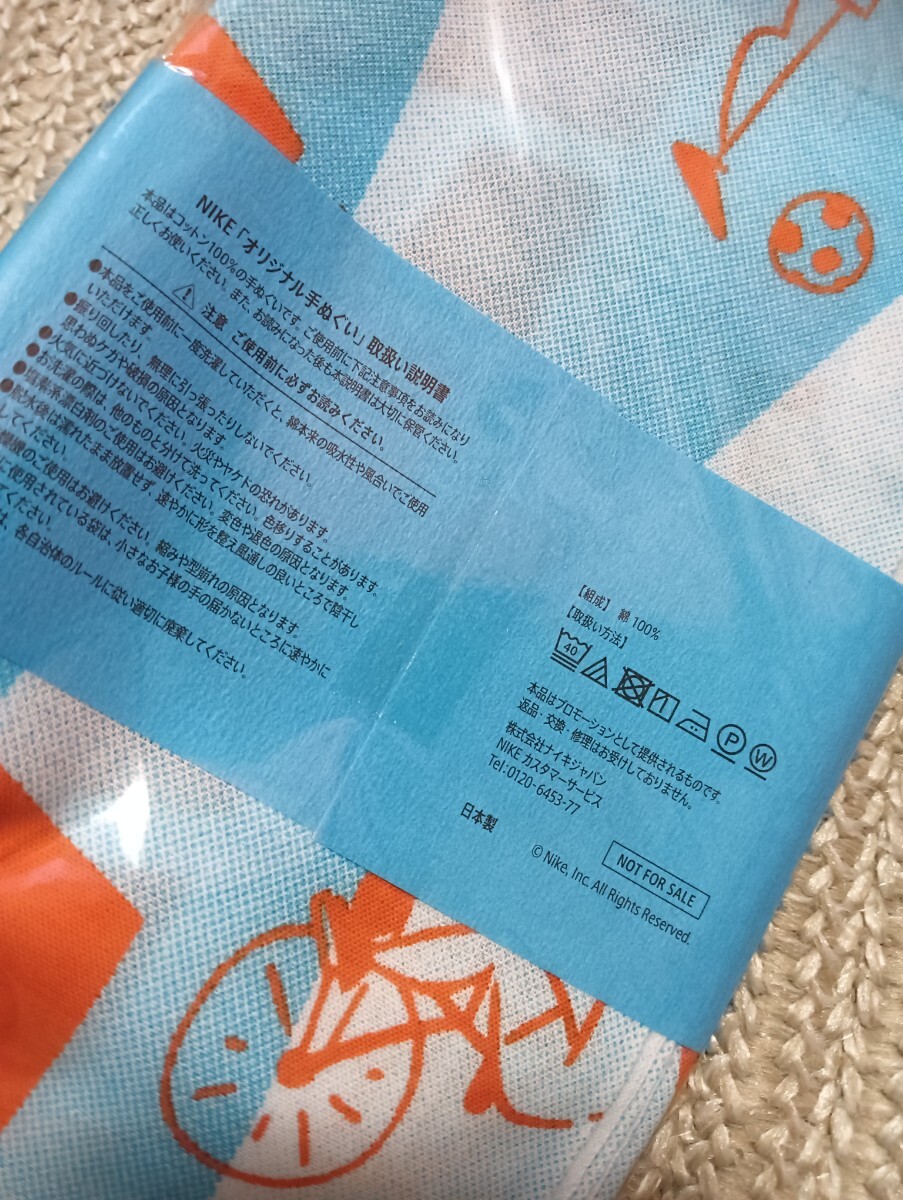 NIKE「オリジナル手ぬぐい」取扱い説明書
本品はコットン100%の手ぬぐいです。ご使用前に下記注意事項をお読みになり
正しくお使いください。また、お読みになった後も本説明書は大切に保管ください。
注意 ご使用前に必ずお読みください。
●本品をご使用前に一度洗濯していただくと、綿本来の吸水性や風合いでご使用
いただけます
●振り回したり、無理に引っ張ったりしないでください。
思わぬケガや破損の原因となります
●火気に近づけないでください。火災やヤケドの恐れがあります。
●お洗濯の際は、他のものと分けて洗ってください。色移りすることがあります。
●塩素系漂白剤のご使用はお避けください。変色や退色の原因となります。
●脱水後は濡れたまま放置せず、速やかに形を整え風通しの良いところで陰干し
してください。
燥機のご使用はお避けください。縮みや型崩れの原因となります。
に使用されている袋は、小さなお子様の手の届かないところに速やかに
てください。
は、各自治体のルールに従い適切に廃棄してください。
【組成】 綿 100%
【取扱い方法】
40
P
W
本品はプロモーションとして提供されるものです。
返品・交換・修理はお受けしておりません。
株式会社ナイキジャパン
NIKE カスタマーサービス
Tel:0120-6453-77
日本製
NOT FOR SALE
© Nike, Inc. All Rights Reserved.